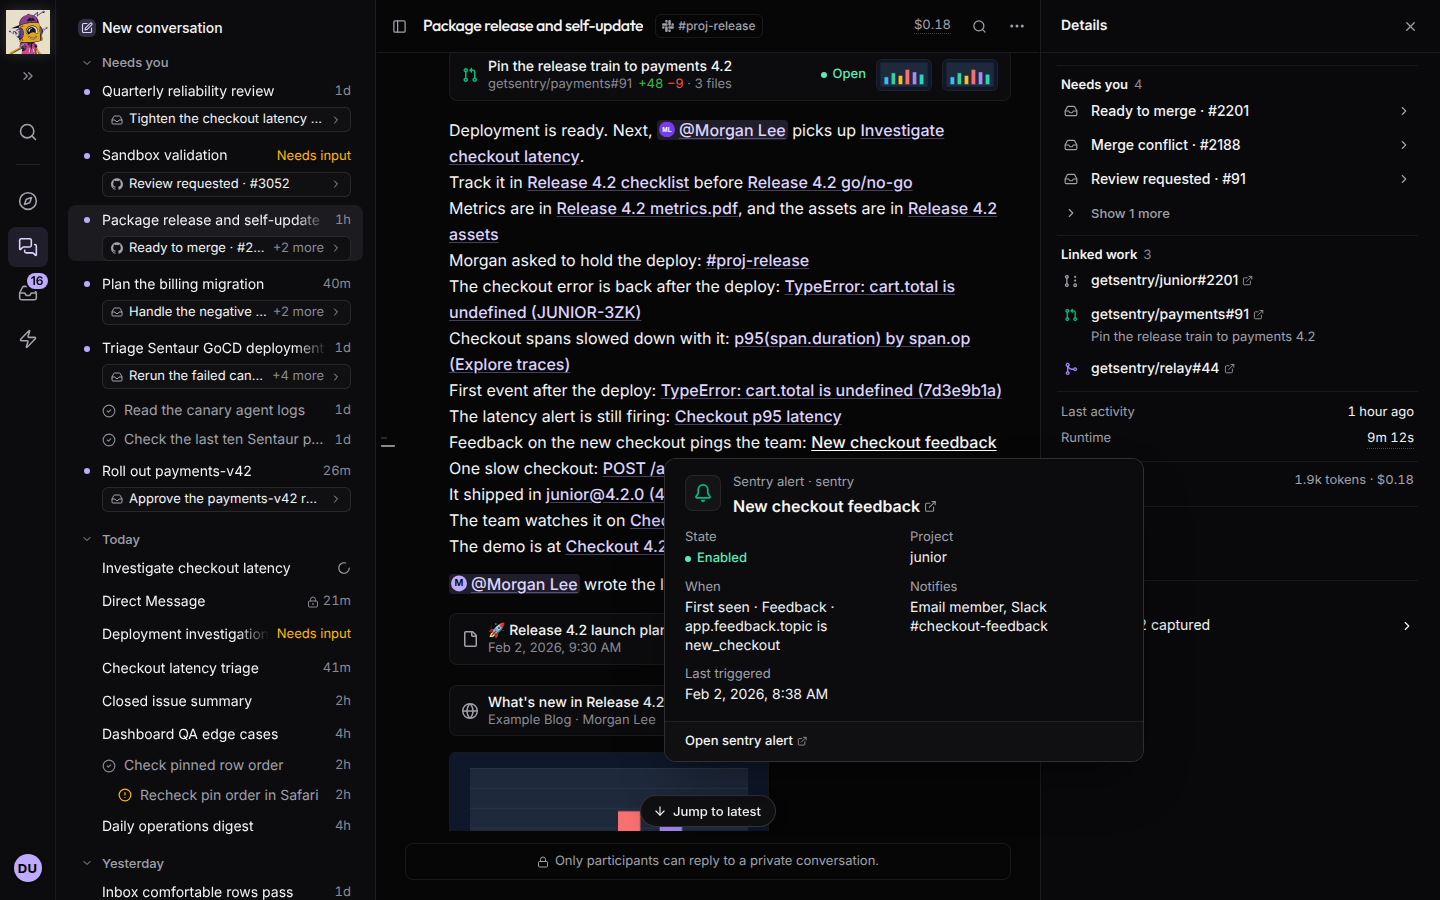 New conversation
Needs you
Quarterly reliability review 1d
Tighten the checkout latency ...
Sandbox validation Needs input
Review requested · #3052
Package release and self-update 1h
Ready to merge · #2... +2 more
Plan the billing migration 40m
Handle the negative ... +2 more
Triage Sentaur GoCD deployment 1d
Rerun the failed can... +4 more
Read the canary agent logs 1d
Check the last ten Sentaur p... 1d
Roll out payments-v42 26m
Approve the payments-v42 r...
Today
Investigate checkout latency
Direct Message 21m
Deployment investigation Needs input
Checkout latency triage 41m
Closed issue summary 2h
Dashboard QA edge cases 4h
Check pinned row order 2h
Recheck pin order in Safari 2h
Daily operations digest 4h
Yesterday
Inbox comfortable rows pass 1d
16
DU
Package release and self-update #proj-release $0.18
Pin the release train to payments 4.2
getsentry/payments#91 +48 −9 · 3 files
Open
Deployment is ready. Next, ML @Morgan Lee picks up Investigate
checkout latency.
Track it in Release 4.2 checklist before Release 4.2 go/no-go
Metrics are in Release 4.2 metrics.pdf, and the assets are in Release 4.2
assets
Morgan asked to hold the deploy: #proj-release
The checkout error is back after the deploy: TypeError: cart.total is
undefined (JUNIOR-3ZK)
Checkout spans slowed down with it: p95(span.duration) by span.op
(Explore traces)
First event after the deploy: TypeError: cart.total is undefined (7d3e9b1a)
The latency alert is still firing: Checkout p95 latency
Feedback on the new checkout pings the team: New checkout feedback
One slow checkout: POST /a
It shipped in junior@4.2.0 (4
The team watches it on Chec
The demo is at Checkout 4.2
M @Morgan Lee wrote the l
🚀 Release 4.2 launch plan
Feb 2, 2026, 9:30 AM
What's new in Release 4.2
Example Blog · Morgan Lee
Jump to latest
Only participants can reply to a private conversation.
Sentry alert · sentry
New checkout feedback
State
Enabled
Project
junior
When
First seen · Feedback ·
app.feedback.topic is
new_checkout
Notifies
Email member, Slack
#checkout-feedback
Last triggered
Feb 2, 2026, 8:38 AM
Open sentry alert
Details
Needs you 4
Ready to merge · #2201
Merge conflict · #2188
Review requested · #91
Show 1 more
Linked work 3
getsentry/junior#2201
getsentry/payments#91
Pin the release train to payments 4.2
getsentry/relay#44
Last activity 1 hour ago
Runtime 9m 12s
1.9k tokens · $0.18
2 captured